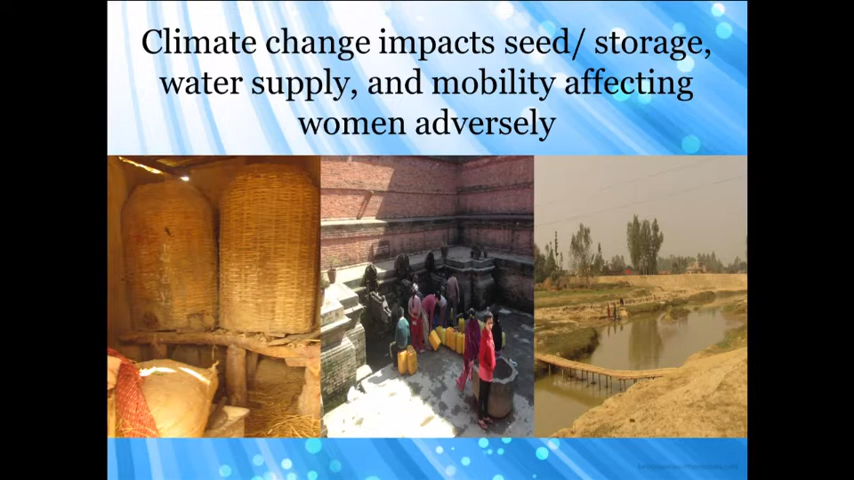 Climate change impacts seed/ storage,
water supply, and mobility affecting
women adversely